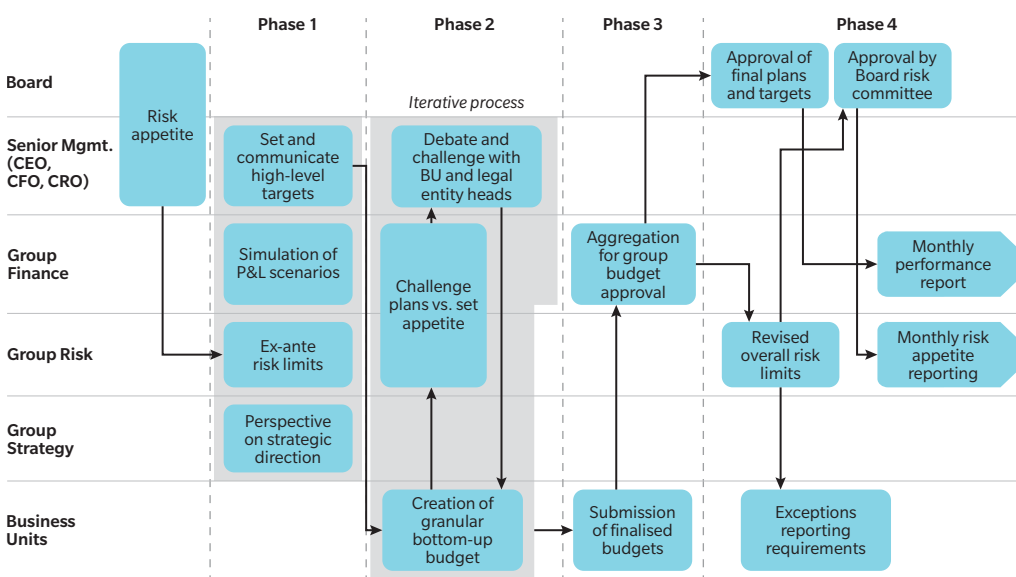 Phase 1
Phase 2
Phase 3
Phase 4
Board
Risk
appetite
Iterative process
Approval of
final plans
and targets
Approval by
Board risk
committee
Senior Mgmt.
(CEO,
CFO, CRO)
Set and
communicate
high-level
targets
Debate and
challenge with
BU and legal
entity heads
Group
Finance
Simulation of
P&L scenarios
Challenge
plans vs. set
appetite
Aggregation
for group
budget
approval
Monthly
performance
report
Group Risk
Ex-ante
risk limits
Revised
overall risk
limits
Monthly risk
appetite
reporting
Group
Strategy
Perspective
on strategic
direction
Business
Units
Creation of
granular
bottom-up
budget
Submission
of finalised
budgets
Exceptions
reporting
requirements